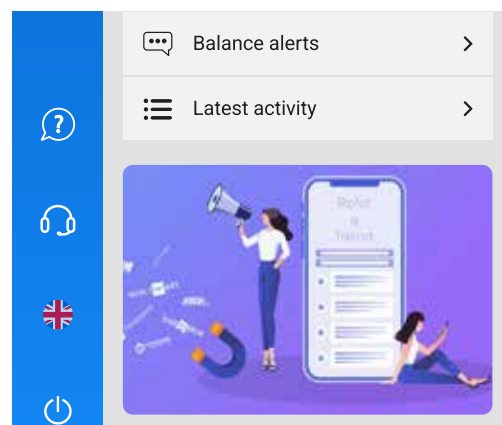 Balance alerts
Latest activity
Refer
a
friend